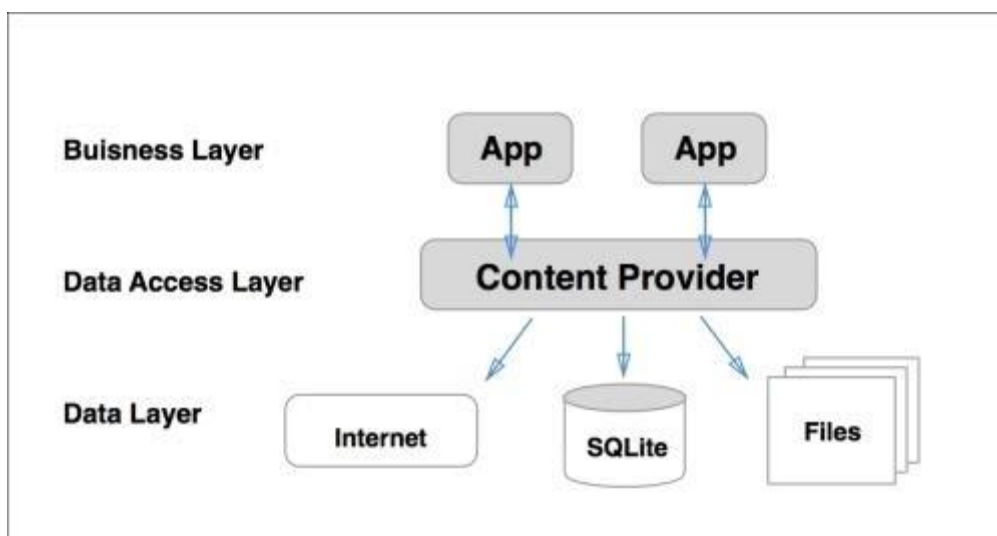 Buisness Layer
App
App
Data Access Layer
Content Provider
Data Layer
Internet
SQLite
Files